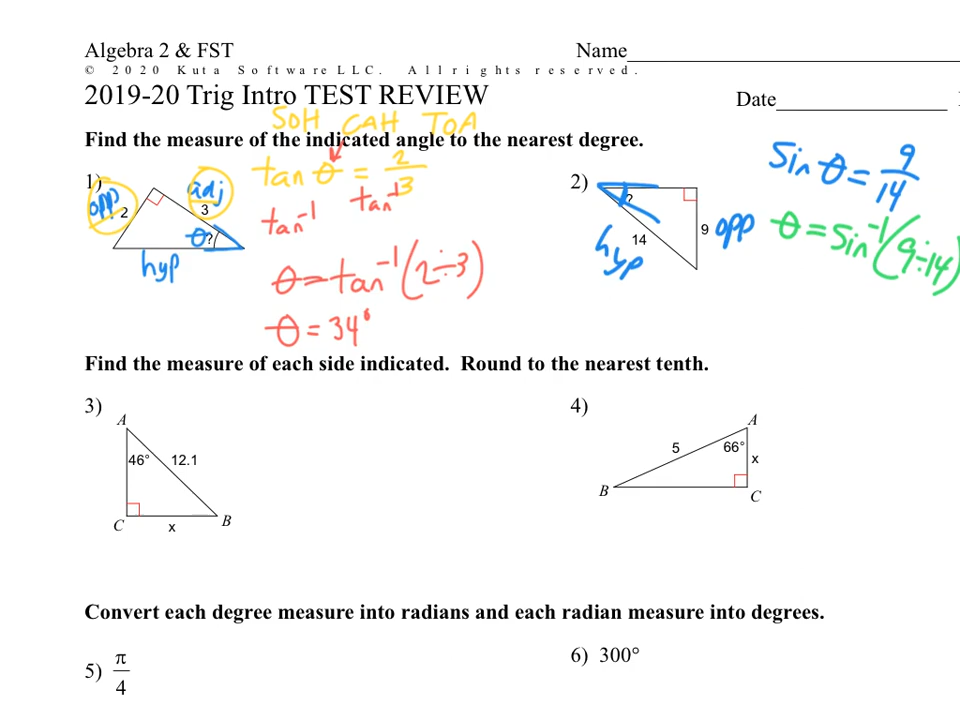 Algebra 2 & FST Name
© 2020 Kuta Software LLC. All rights reserved.
2019-20 Trig Intro TEST REVIEW Date
SOH CAH TOA
Find the measure of the indicated angle to the nearest degree.
1)
opp
2
adj
3
θ?
hyp
tan θ = 2/3
tan⁻¹ tan⁻¹
θ = tan⁻¹(2÷3)
θ = 34°
2)
?
14
hyp
9 opp
sin θ = 9/14
θ = sin⁻¹(9÷14)
Find the measure of each side indicated. Round to the nearest tenth.
3)
A
46° 12.1
C x B
4)
A
5 66°
x
B C
Convert each degree measure into radians and each radian measure into degrees.
5) π/4
6) 300°